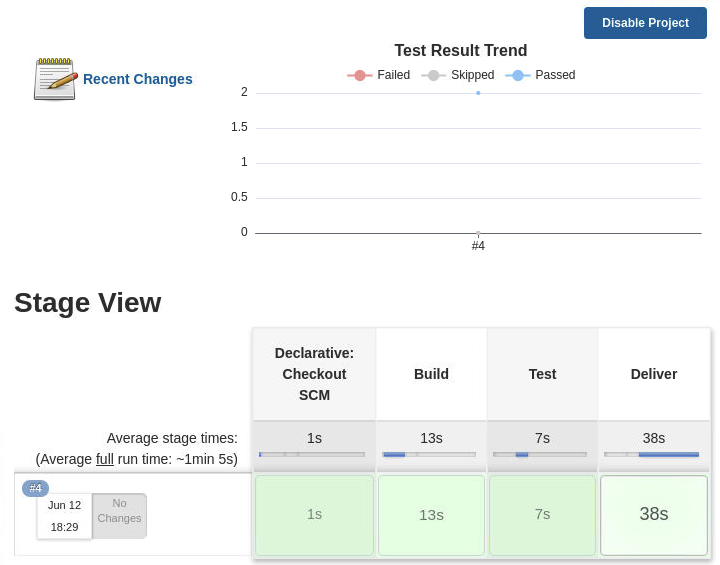 Disable Project
Test Result Trend
Failed Skipped Passed
Recent Changes
2
1.5
1
0.5
0
#4
Stage View
Declarative:
Checkout
SCM
Build
Test
Deliver
Average stage times:
(Average full run time: ~1min 5s)
1s
13s
7s
38s
#4
Jun 12
18:29
No
Changes
1s
13s
7s
38s